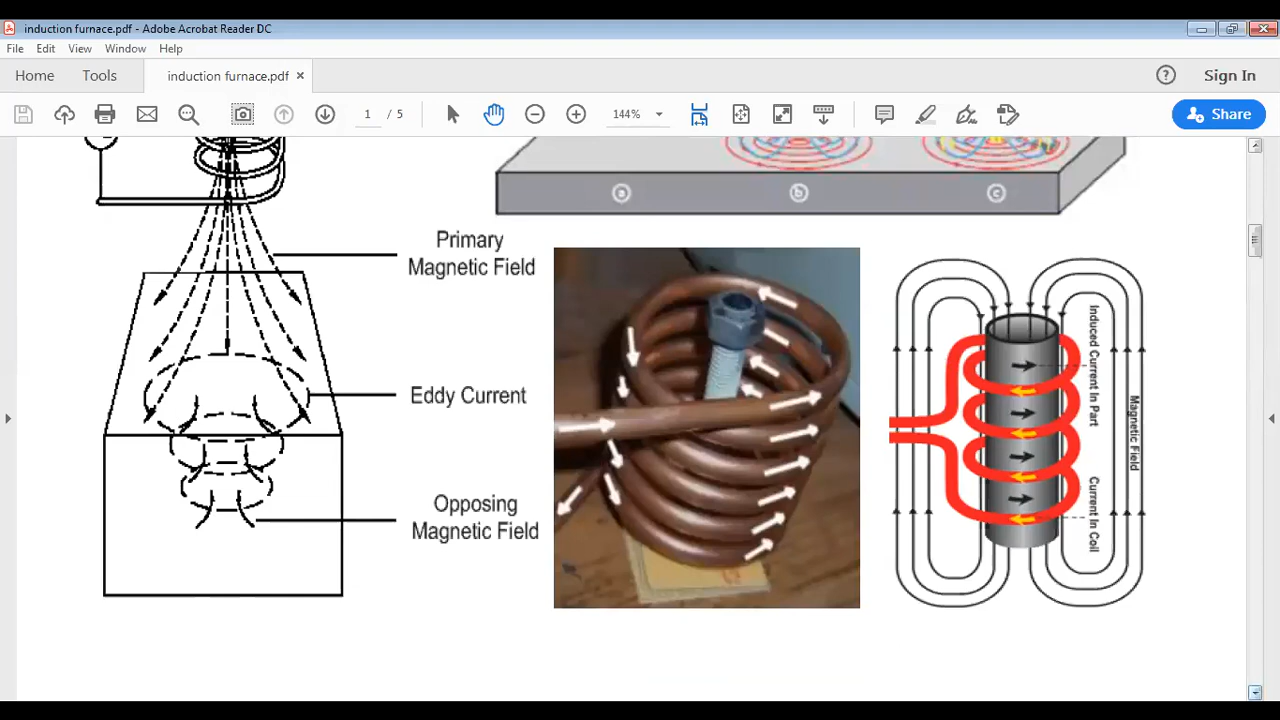 induction furnace.pdf - Adobe Acrobat Reader DC
File Edit View Window Help
Home Tools induction furnace.pdf × Sign In
1 / 5 144% Share
a b c
Primary
Magnetic Field
Eddy Current
Opposing
Magnetic Field
Induced Current In Part
Magnetic Field
Current In Coil